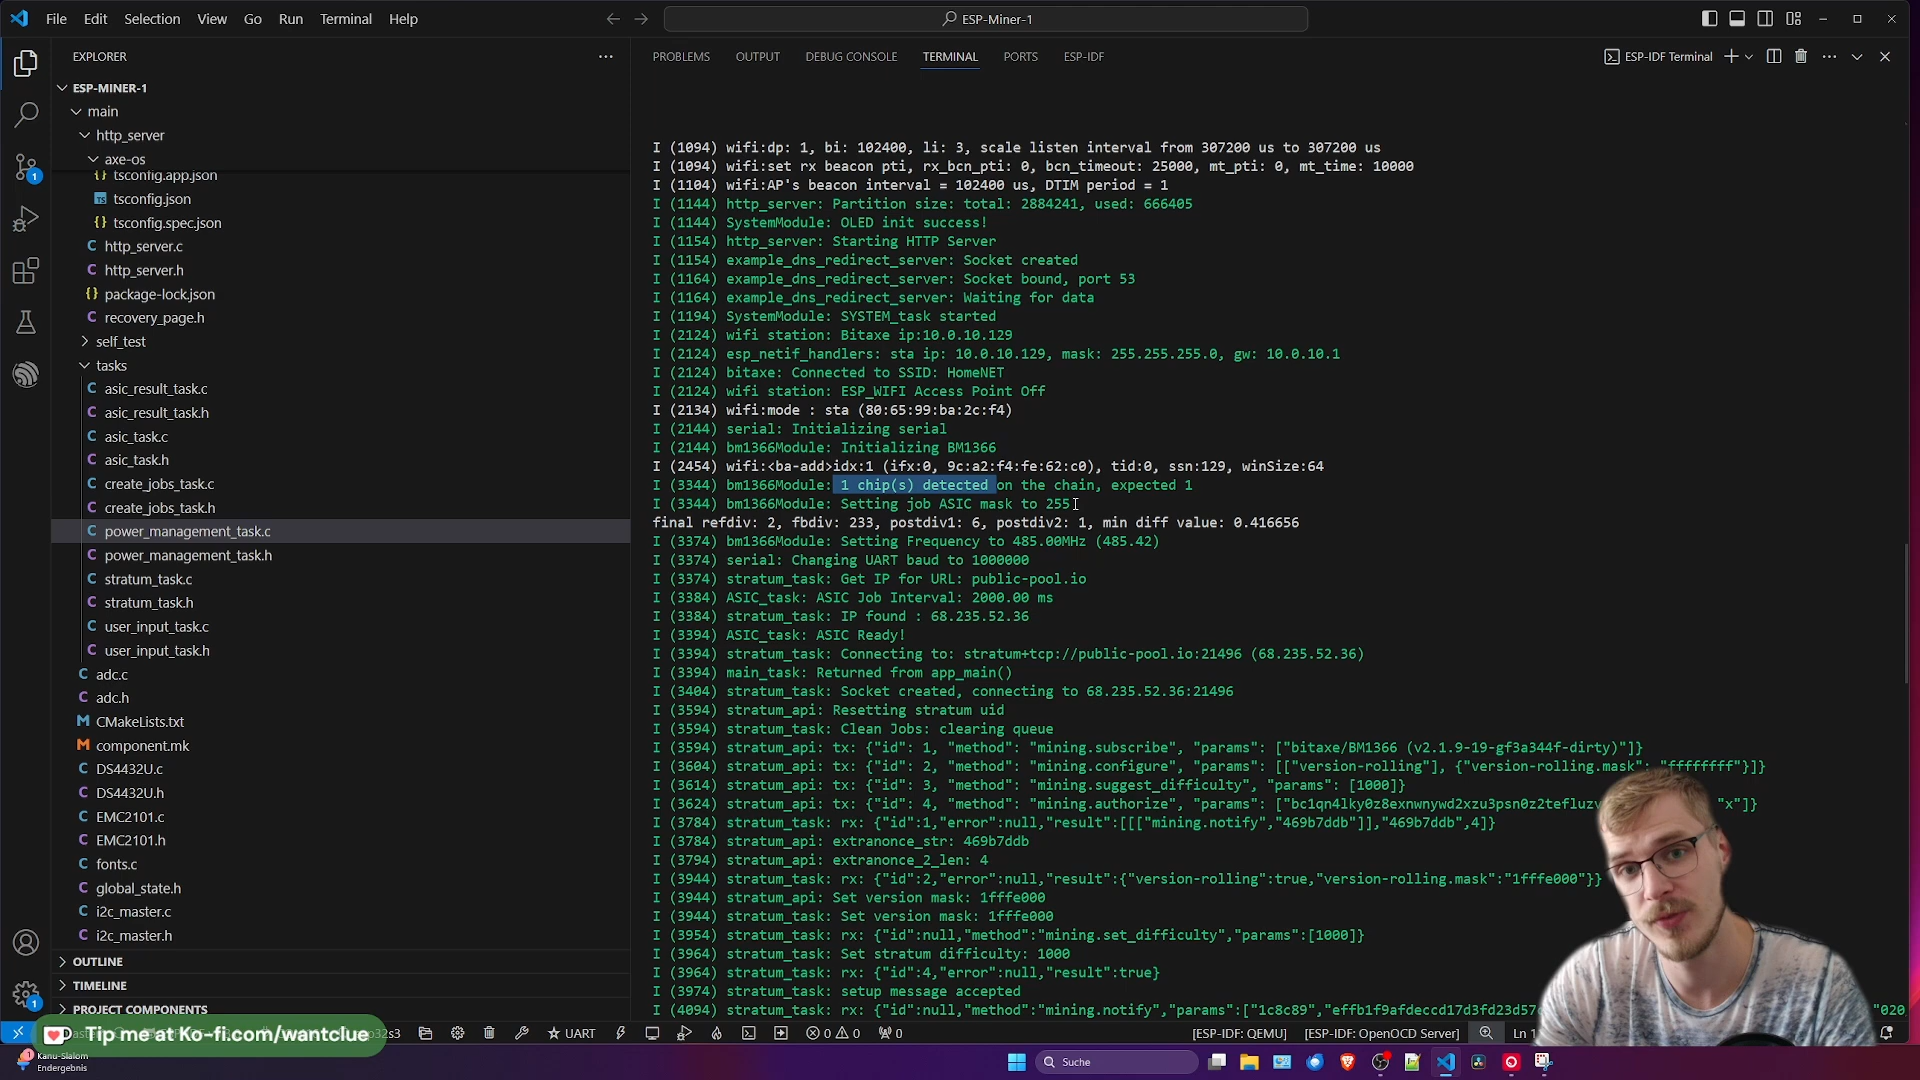 File Edit Selection View Go Run Terminal Help
ESP-Miner-1
EXPLORER
PROBLEMS OUTPUT DEBUG CONSOLE TERMINAL PORTS ESP-IDF
ESP-IDF Terminal
ESP-MINER-1
main
http_server
axe-os
tsconfig.app.json
tsconfig.json
tsconfig.spec.json
http_server.c
http_server.h
package-lock.json
recovery_page.h
self_test
tasks
asic_result_task.c
asic_result_task.h
asic_task.c
asic_task.h
create_jobs_task.c
create_jobs_task.h
power_management_task.c
power_management_task.h
stratum_task.c
stratum_task.h
user_input_task.c
user_input_task.h
adc.c
adc.h
CMakeLists.txt
component.mk
DS4432U.c
DS4432U.h
EMC2101.c
EMC2101.h
fonts.c
global_state.h
i2c_master.c
i2c_master.h
OUTLINE
TIMELINE
PROJECT COMPONENTS
I (1094) wifi:dp: 1, bi: 102400, li: 3, scale listen interval from 307200 us to 307200 us
I (1094) wifi:set rx beacon pti, rx_bcn_pti: 0, bcn_timeout: 25000, mt_pti: 0, mt_time: 10000
I (1104) wifi:AP's beacon interval = 102400 us, DTIM period = 1
I (1144) http_server: Partition size: total: 2884241, used: 666405
I (1144) SystemModule: OLED init success!
I (1154) http_server: Starting HTTP Server
I (1154) example_dns_redirect_server: Socket created
I (1164) example_dns_redirect_server: Socket bound, port 53
I (1164) example_dns_redirect_server: Waiting for data
I (1194) SystemModule: SYSTEM_task started
I (2124) wifi station: Bitaxe ip:10.0.10.129
I (2124) esp_netif_handlers: sta ip: 10.0.10.129, mask: 255.255.255.0, gw: 10.0.10.1
I (2124) bitaxe: Connected to SSID: HomeNET
I (2124) wifi station: ESP_WIFI Access Point Off
I (2134) wifi:mode : sta (80:65:99:ba:2c:f4)
I (2144) serial: Initializing serial
I (2144) bm1366Module: Initializing BM1366
I (2454) wifi:<ba-add>idx:1 (ifx:0, 9c:a2:f4:fe:62:c0), tid:0, ssn:129, winSize:64
I (3344) bm1366Module: 1 chip(s) detected on the chain, expected 1
I (3344) bm1366Module: Setting job ASIC mask to 255
final refdiv: 2, fbdiv: 233, postdiv1: 6, postdiv2: 1, min diff value: 0.416656
I (3374) bm1366Module: Setting Frequency to 485.00MHz (485.42)
I (3374) serial: Changing UART baud to 1000000
I (3374) stratum_task: Get IP for URL: public-pool.io
I (3384) ASIC_task: ASIC Job Interval: 2000.00 ms
I (3384) stratum_task: IP found : 68.235.52.36
I (3394) ASIC_task: ASIC Ready!
I (3394) stratum_task: Connecting to: stratum+tcp://public-pool.io:21496 (68.235.52.36)
I (3394) main_task: Returned from app_main()
I (3404) stratum_task: Socket created, connecting to 68.235.52.36:21496
I (3594) stratum_api: Resetting stratum uid
I (3594) stratum_task: Clean Jobs: clearing queue
I (3594) stratum_api: tx: {"id": 1, "method": "mining.subscribe", "params": ["bitaxe/BM1366 (v2.1.9-19-gf3a344f-dirty)"]}
I (3604) stratum_api: tx: {"id": 2, "method": "mining.configure", "params": [["version-rolling"], {"version-rolling.mask": "ffffffff"}]}
I (3614) stratum_api: tx: {"id": 3, "method": "mining.suggest_difficulty", "params": [1000]}
I (3624) stratum_api: tx: {"id": 4, "method": "mining.authorize", "params": ["bc1qn4lky0z8exnwnywd2xzu3psn0z2tefluzv "x"]}
I (3784) stratum_task: rx: {"id":1,"error":null,"result":[[["mining.notify","469b7ddb"]],"469b7ddb",4]}
I (3784) stratum_api: extranonce_str: 469b7ddb
I (3794) stratum_api: extranonce_2_len: 4
I (3944) stratum_task: rx: {"id":2,"error":null,"result":{"version-rolling":true,"version-rolling.mask":"1fffe000"}}
I (3944) stratum_api: Set version mask: 1fffe000
I (3944) stratum_task: Set version mask: 1fffe000
I (3954) stratum_task: rx: {"id":null,"method":"mining.set_difficulty","params":[1000]}
I (3964) stratum_task: Set stratum difficulty: 1000
I (3964) stratum_task: rx: {"id":4,"error":null,"result":true}
I (3974) stratum_task: setup message accepted
I (4094) stratum_task: rx: {"id":null,"method":"mining.notify","params":["1c8c89","effb1f9afdeccd17d3fd23d57 "020
Tip me at Ko-fi.com/wantclue
p32s3
UART
0 0
0
[ESP-IDF: QEMU] [ESP-IDF: OpenOCD Server]
Ln 1
Kanu-Slalom
Endergebnis
Suche